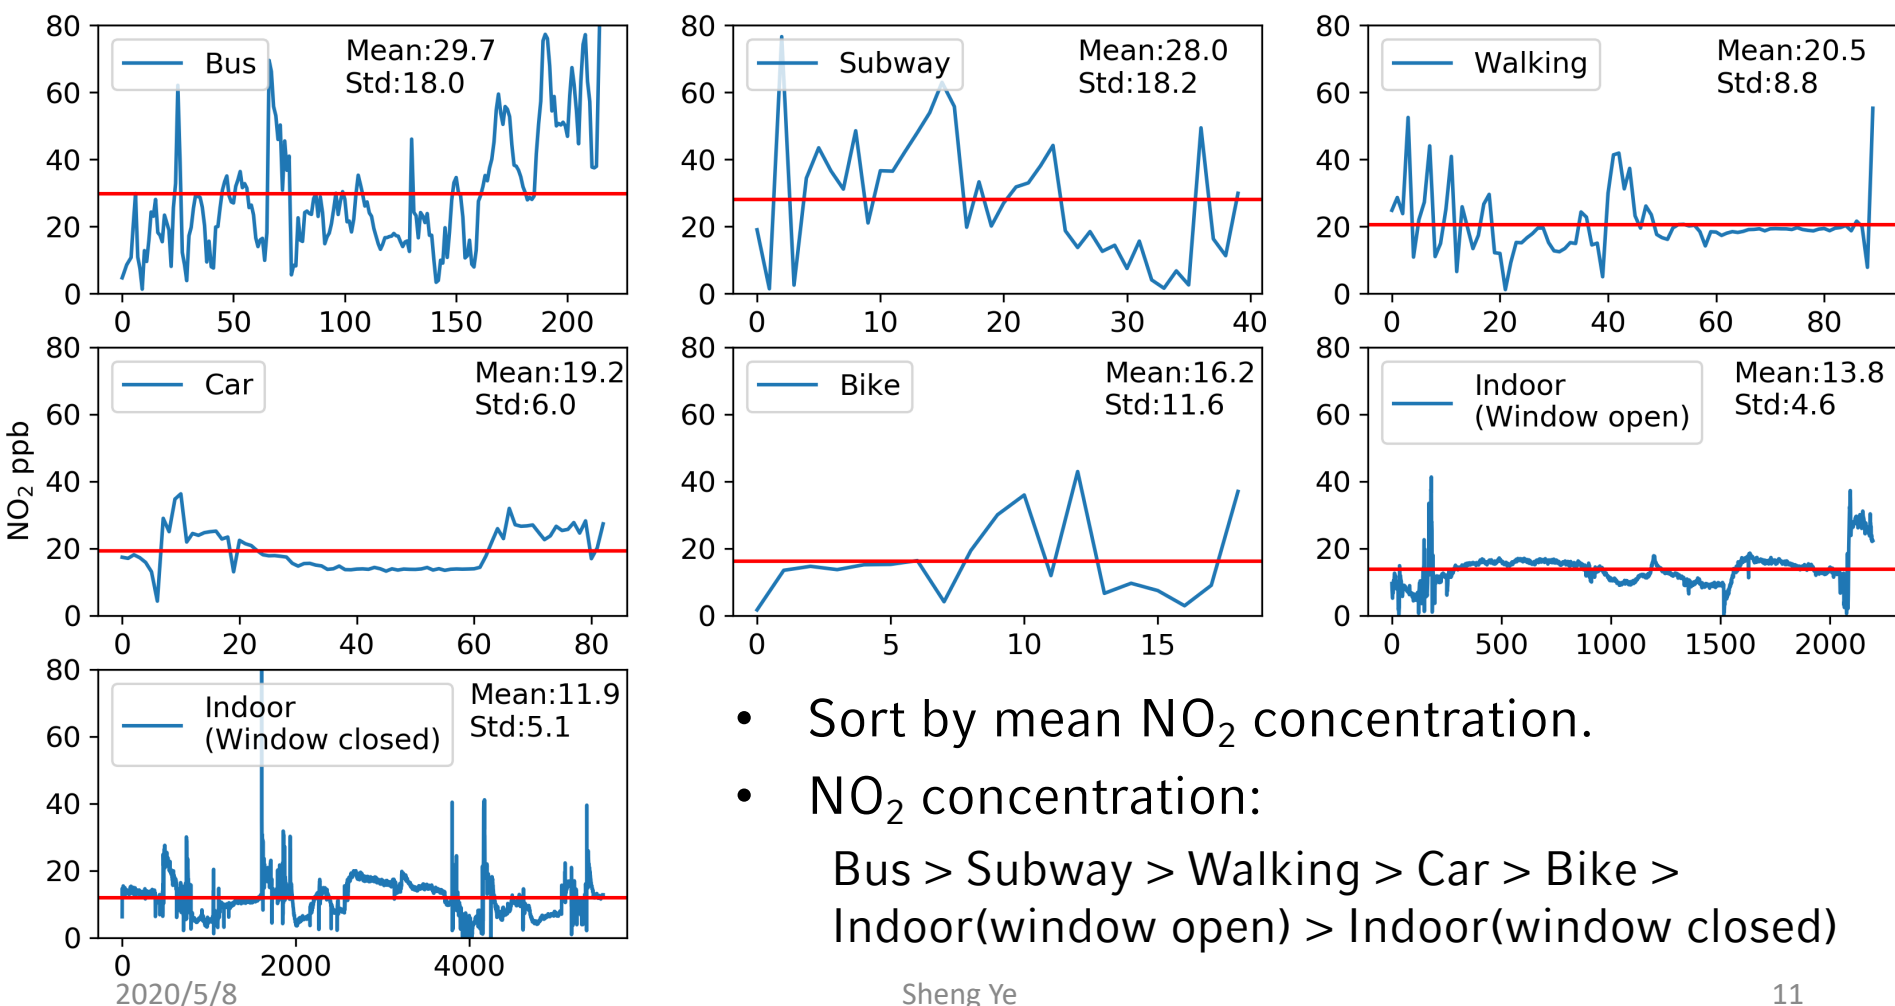 Bus
Mean:29.7
Std:18.0
80
60
40
20
0
0 50 100 150 200
Subway
Mean:28.0
Std:18.2
80
60
40
20
0
0 10 20 30 40
Walking
Mean:20.5
Std:8.8
80
60
40
20
0
0 20 40 60 80
NO₂ ppb
Car
Mean:19.2
Std:6.0
80
60
40
20
0
0 20 40 60 80
Bike
Mean:16.2
Std:11.6
80
60
40
20
0
0 5 10 15
Indoor
(Window open)
Mean:13.8
Std:4.6
80
60
40
20
0
0 500 1000 1500 2000
Indoor
(Window closed)
Mean:11.9
Std:5.1
80
60
40
20
0
0 2000 4000
• Sort by mean NO₂ concentration.
• NO₂ concentration:
Bus > Subway > Walking > Car > Bike >
Indoor(window open) > Indoor(window closed)
2020/5/8
Sheng Ye
11